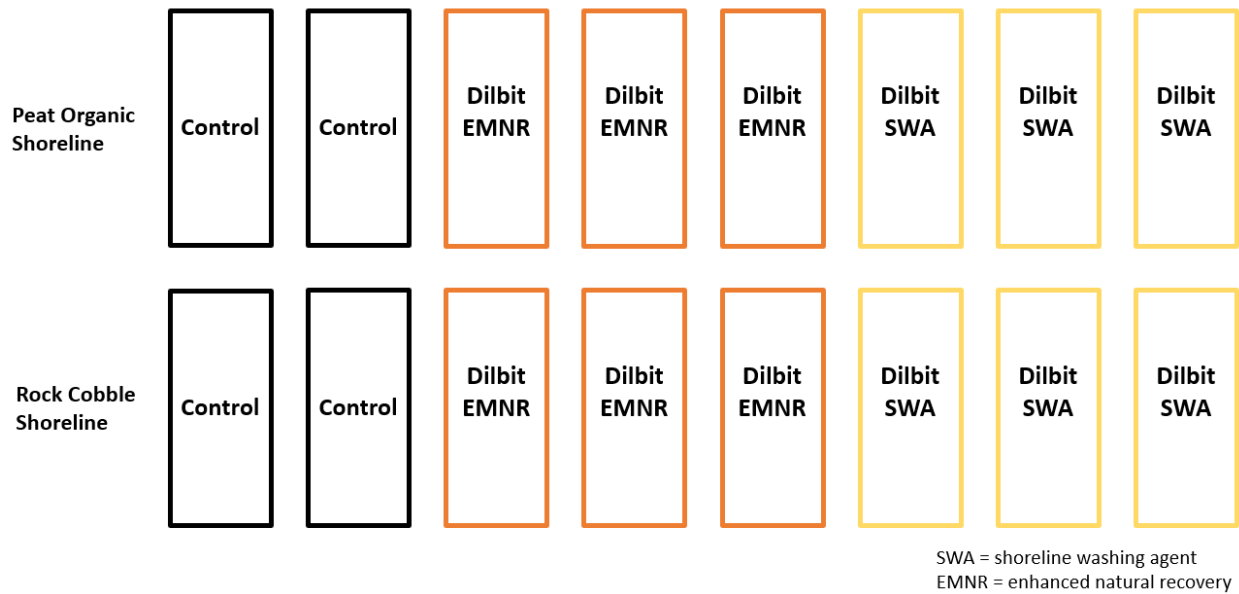 Peat Organic
Shoreline
Control
Control
Dilbit
EMNR
Dilbit
EMNR
Dilbit
EMNR
Dilbit
SWA
Dilbit
SWA
Dilbit
SWA
Rock Cobble
Shoreline
Control
Control
Dilbit
EMNR
Dilbit
EMNR
Dilbit
EMNR
Dilbit
SWA
Dilbit
SWA
Dilbit
SWA
SWA = shoreline washing agent
EMNR = enhanced natural recovery